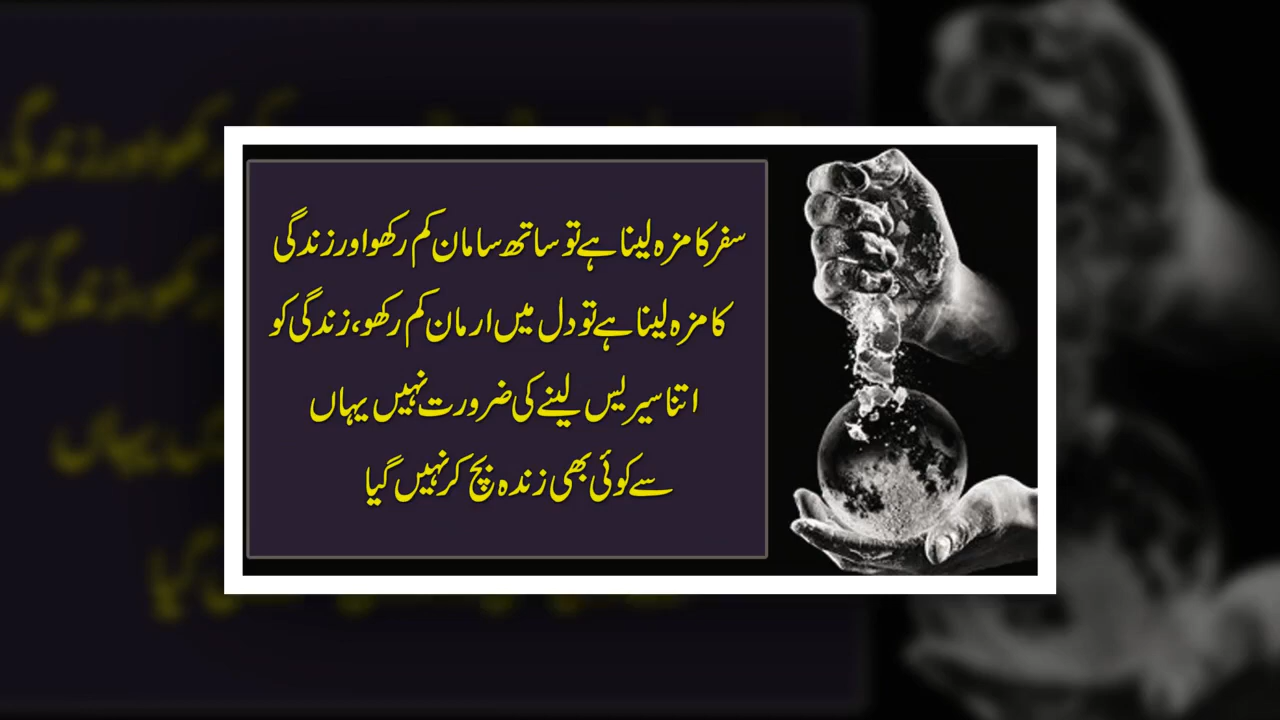 سفر کا مزہ لینا ہے تو ساتھ سامان کم رکھو اور زندگی
کا مزہ لینا ہے تو دل میں ارمان کم رکھو، زندگی کو
اتنا سیریس لینے کی ضرورت نہیں یہاں
سے کوئی بھی زندہ بچ کر نہیں گیا